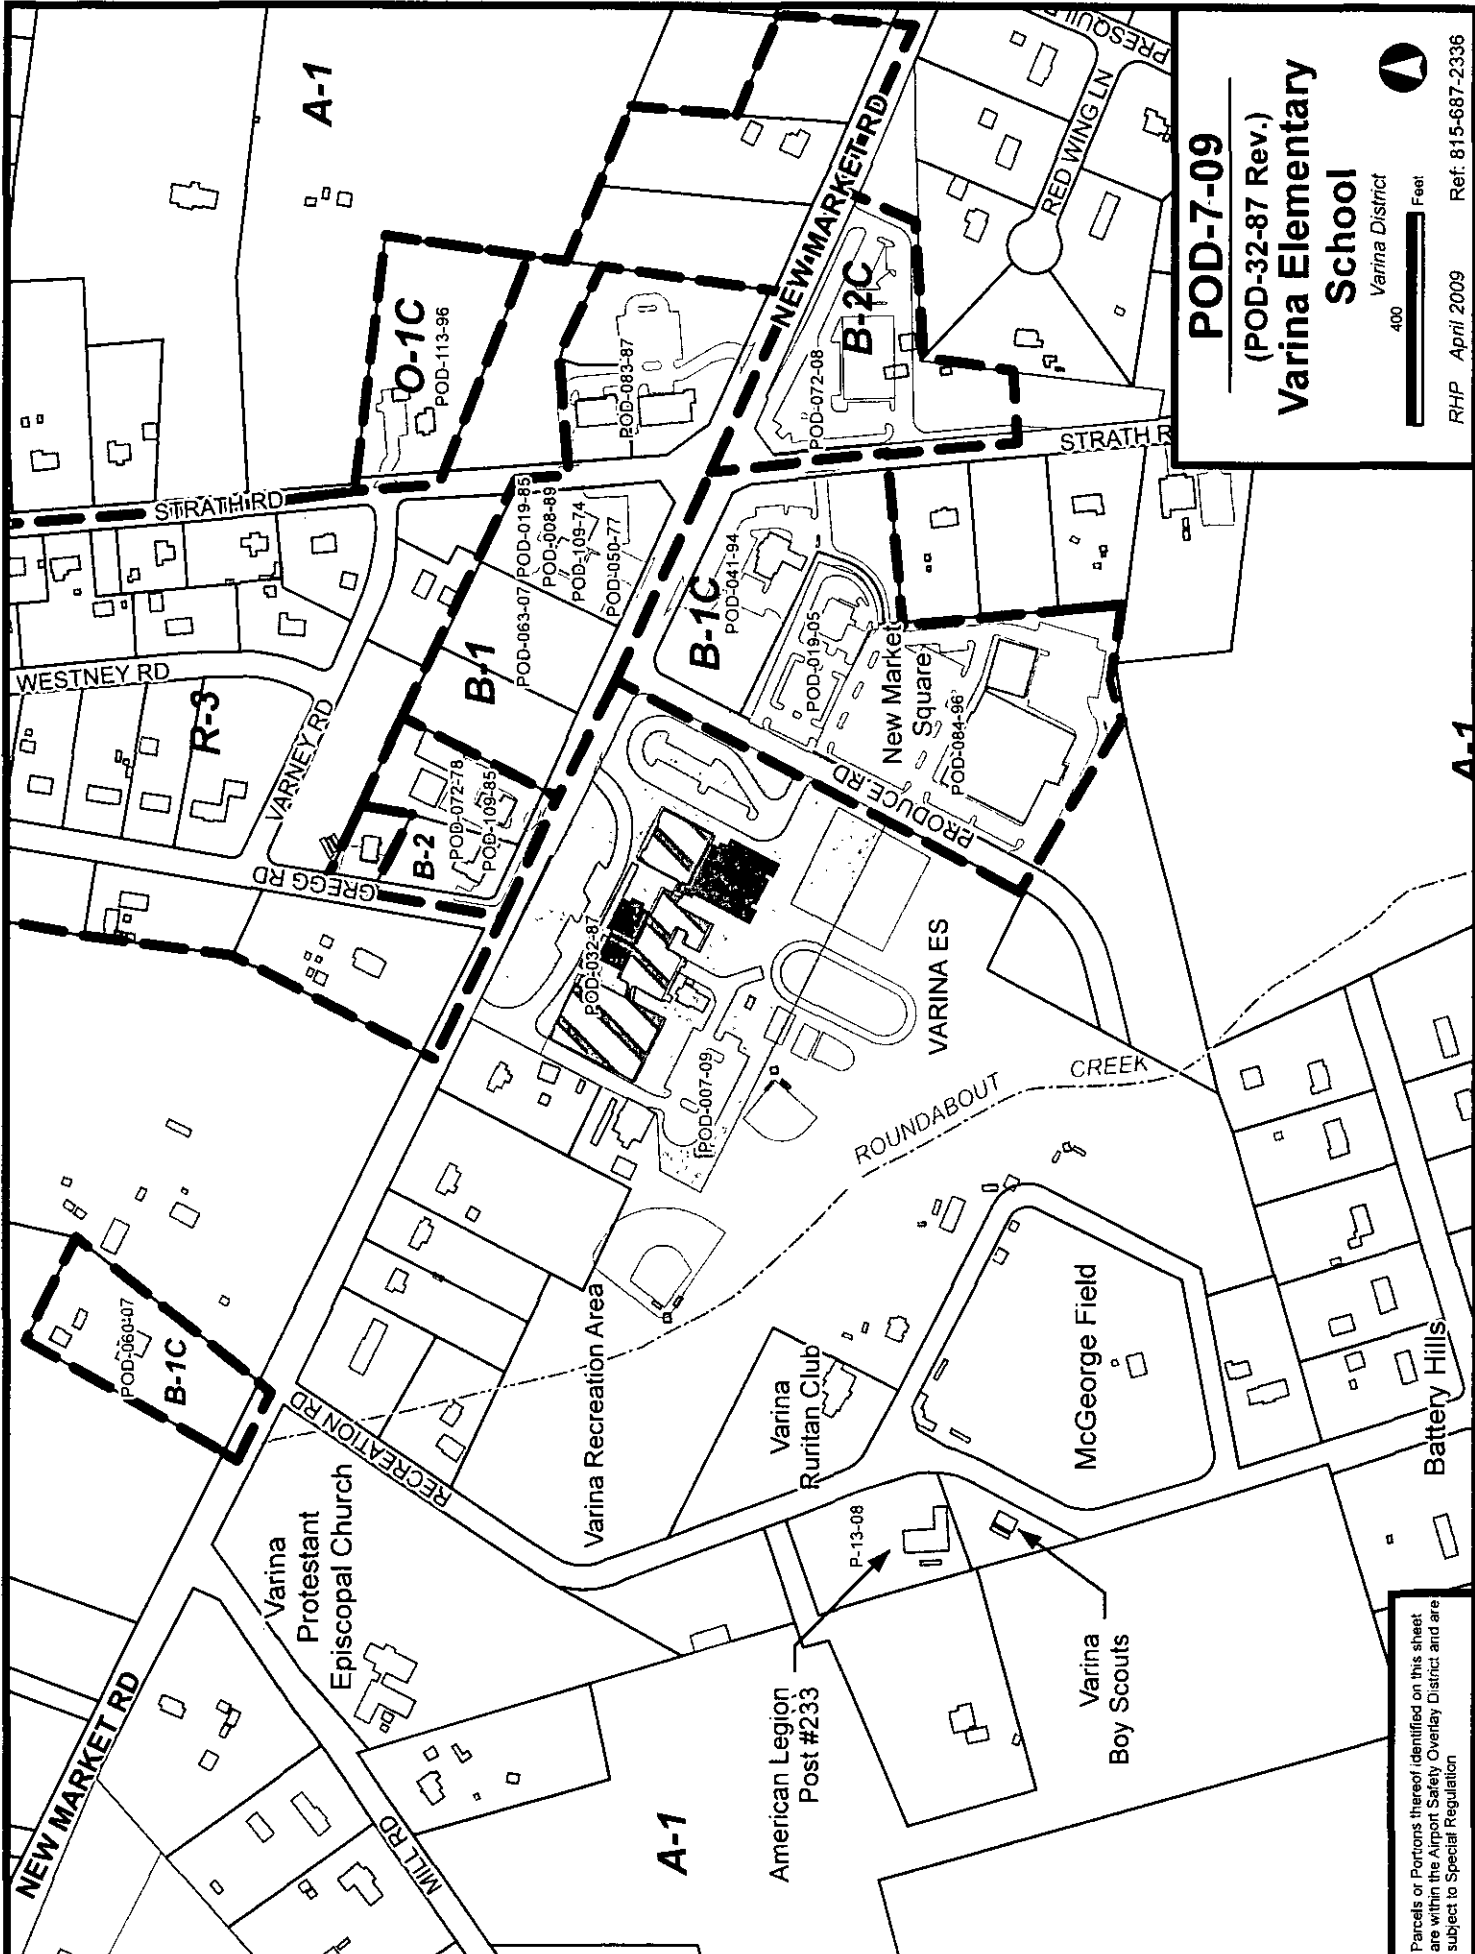 A-1
PRESQUIL
RED WING LN
NEW MARKET RD
O-1C
POD-113-96
POD-083-87
B-2C
POD-072-08
STRATH R
STRATH RD
POD-019-85
POD-063-07
POD-008-89
POD-109-74
POD-050-77
B-1
B-1C
POD-041-94
POD-019-05
New Market
Square
POD-084-96
PRODUCE RD
WESTNEY RD
R-3
VARNEY RD
GREGG RD
B-2
POD-072-78
POD-109-85
POD-032-87
POD-007-09
VARINA ES
ROUNDABOUT CREEK
A-1
POD-060-07
B-1C
RECREATION RD
Varina Recreation Area
Varina
Ruritan Club
McGeorge Field
Battery Hills
Varina
Protestant
Episcopal Church
P-13-08
American Legion
Post #233
Varina
Boy Scouts
NEW MARKET RD
MILL RD
A-1
POD-7-09
(POD-32-87 Rev.)
Varina Elementary
School
Varina District
400
Feet
RHP April 2009 Ref: 815-687-2336
Parcels or Portions thereof identified on this sheet
are within the Airport Safety Overlay District and are
subject to Special Regulation